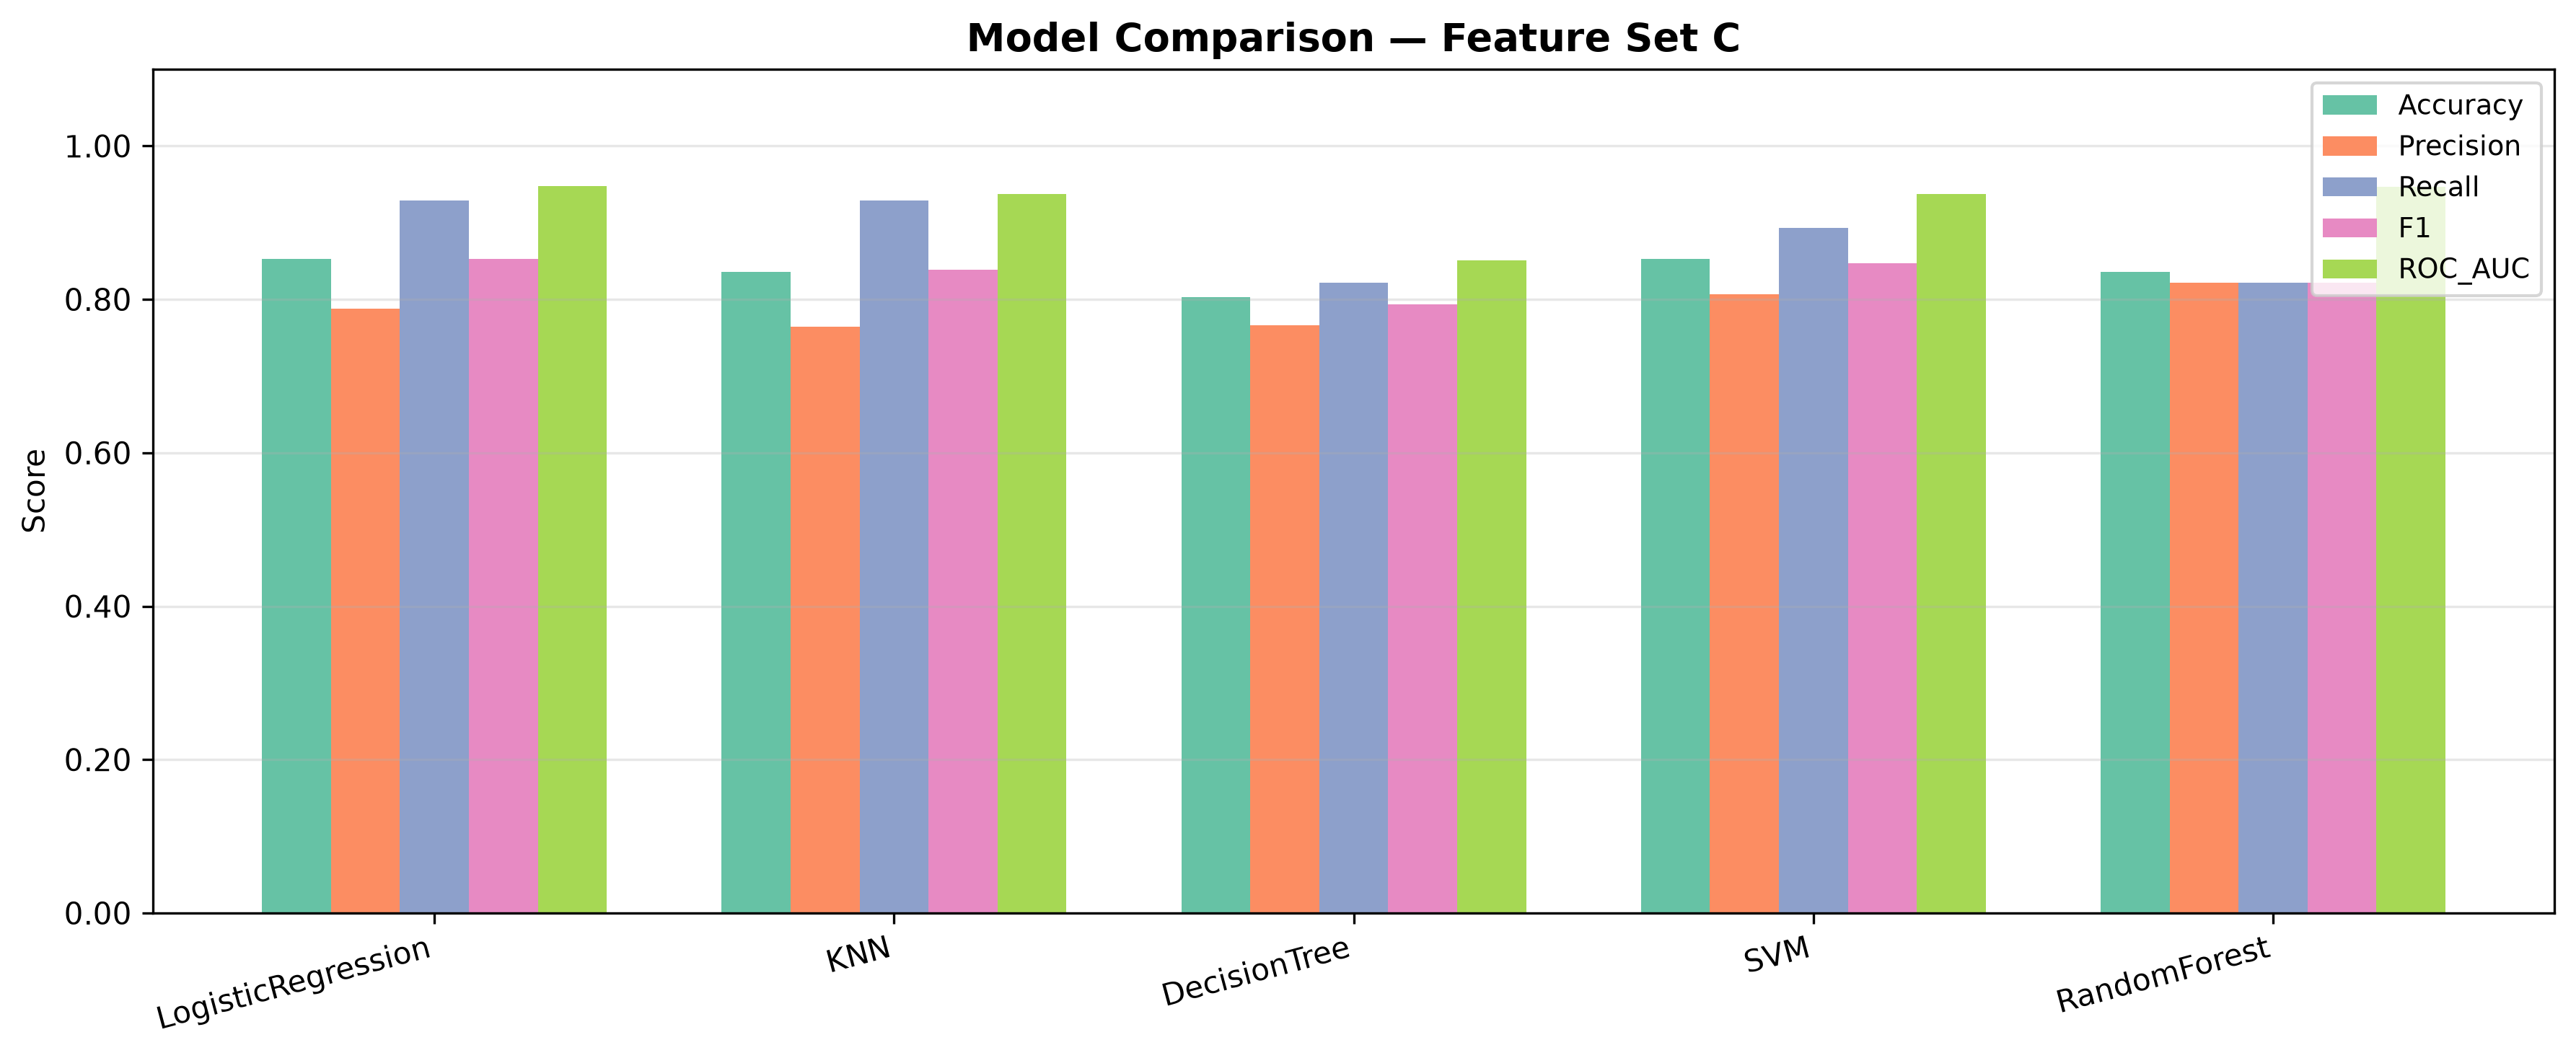 Model Comparison — Feature Set C
Accuracy
Precision
Recall
F1
ROC_AUC
1.00
0.80
0.60
0.40
0.20
0.00
Score
LogisticRegression
KNN
DecisionTree
SVM
RandomForest